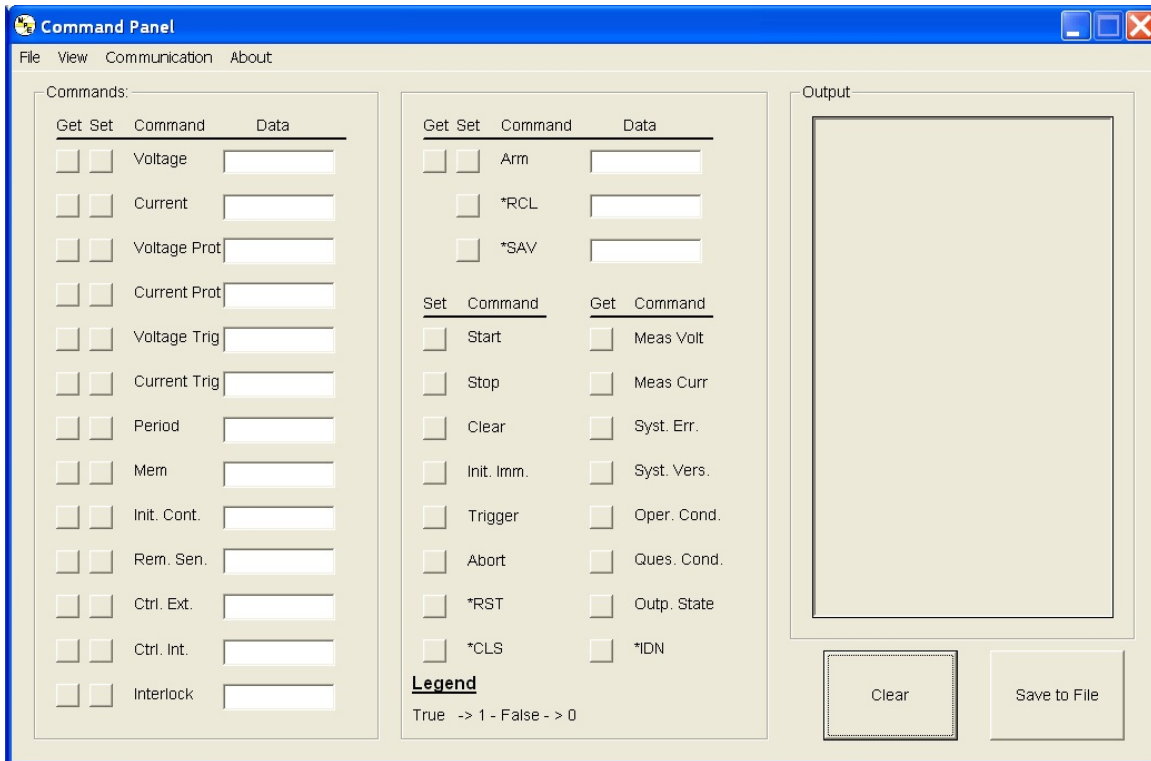 Command Panel
File View Communication About
Commands:
Get Set Command Data
Voltage
Current
Voltage Prot
Current Prot
Voltage Trig
Current Trig
Period
Mem
Init. Cont.
Rem. Sen.
Ctrl. Ext.
Ctrl. Int.
Interlock
Get Set Command Data
Arm
*RCL
*SAV
Set Command Get Command
Start Meas Volt
Stop Meas Curr
Clear Syst. Err.
Init. Imm. Syst. Vers.
Trigger Oper. Cond.
Abort Ques. Cond.
*RST Outp. State
*CLS *IDN
Legend
True -> 1 - False - > 0
Output
Clear Save to File